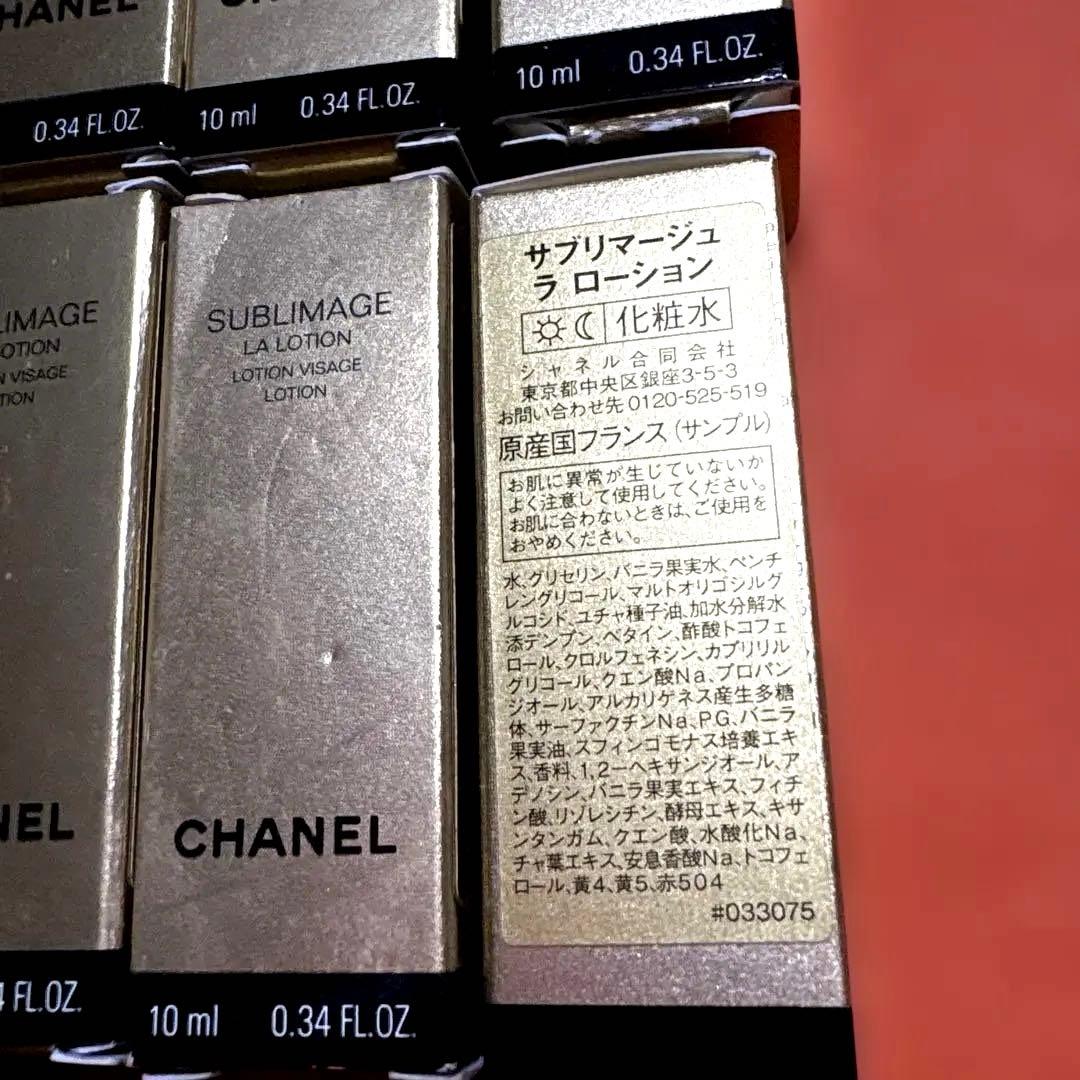 HANEL
0.34 FL.OZ.
10 ml 0.34 FL.OZ.
10 ml 0.34 FL.OZ.
LIMAGE
OTION
N VISAGE
TION
NEL
4 FL.OZ.
SUBLIMAGE
LA LOTION
LOTION VISAGE
LOTION
CHANEL
10 ml 0.34 FL.OZ.
サブリマージュ
ラ ローション
化粧水
シャネル合同会社
東京都中央区銀座3-5-3
お問い合わせ先 0120-525-519
原産国フランス(サンプル)
お肌に異常が生じていないか
よく注意して使用してください。
お肌に合わないときは、ご使用を
おやめください。
水、グリセリン、バニラ果実水、ペンチ
レングリコール、マルトオリゴシルグ
ルコシド、ユチャ種子油、加水分解水
添デンプン、ベタイン、酢酸トコフェ
ロール、クロルフェネシン、カプリリル
グリコール、クエン酸Na、プロパン
ジオール、アルカリゲネス産生多糖
体、サーファクチンNa、PG、バニラ
果実油、スフィンゴモナス培養エキ
ス、香料、1,2-ヘキサンジオール、ア
デノシン、バニラ果実エキス、フィチ
ン酸、リゾレシチン、酵母エキス、キサ
ンタンガム、クエン酸、水酸化Na、
チャ葉エキス、安息香酸Na、トコフェ
ロール、黄4、黄5、赤504
#033075